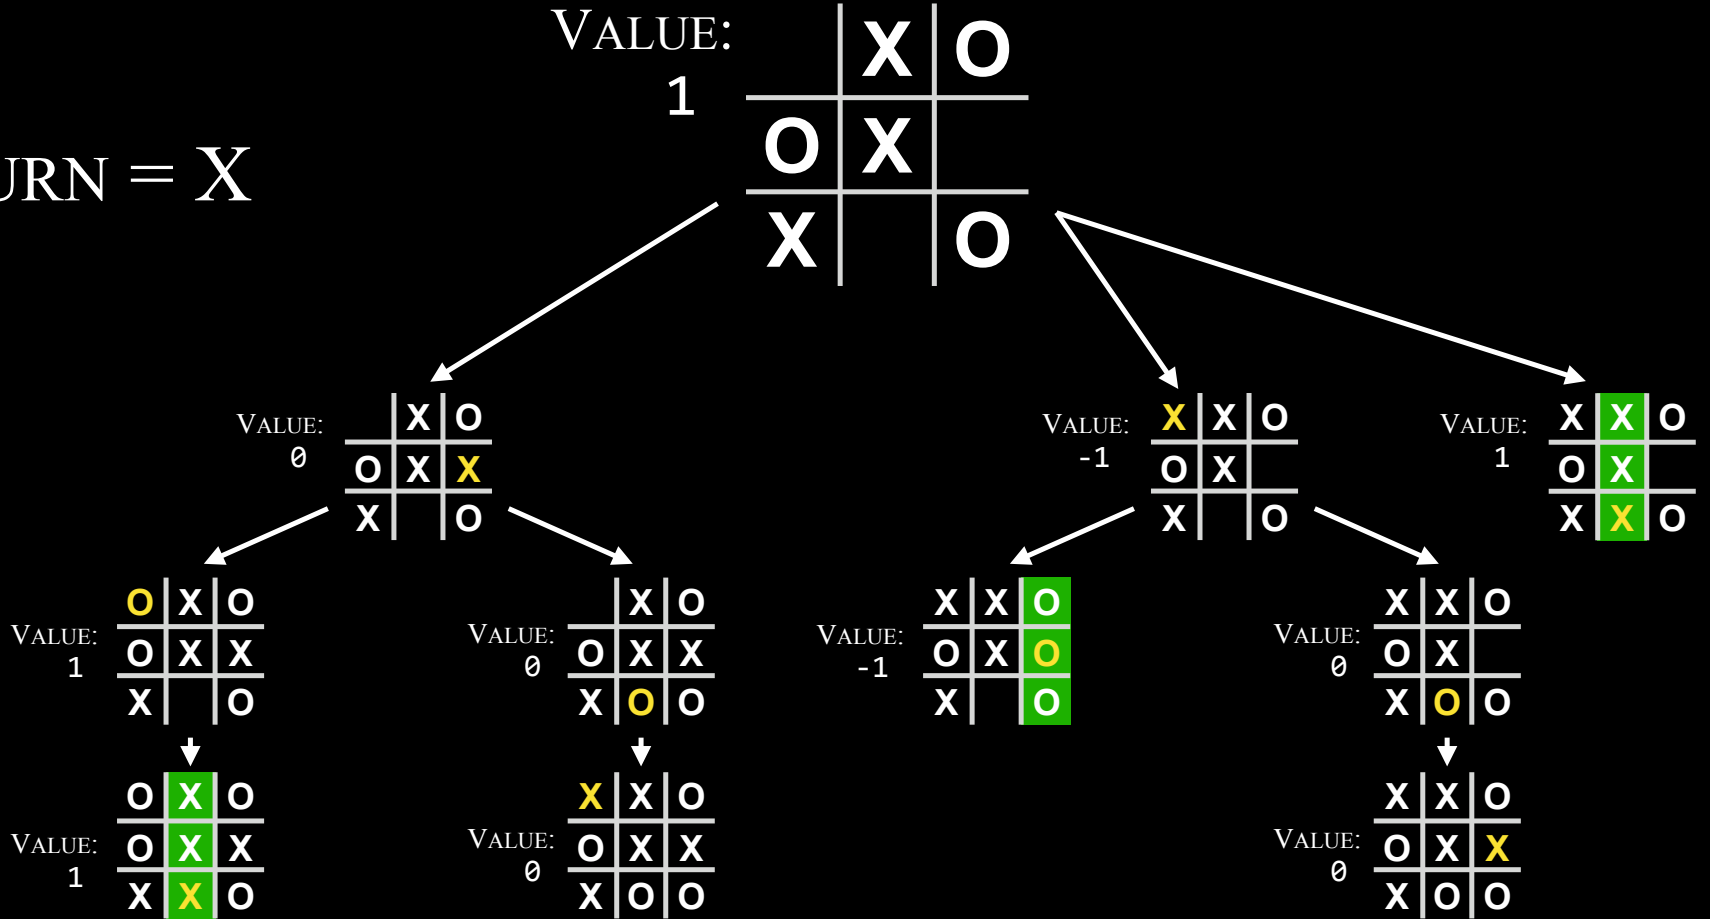 VALUE:
1
X O
O X
X O
URN = X
VALUE:
0
X O
O X X
X O
VALUE:
-1
X X O
O X
X O
VALUE:
1
X X O
O X
X X O
VALUE:
1
O X O
O X X
X O
VALUE:
0
X O
O X X
X O O
VALUE:
-1
X X O
O X O
X O
VALUE:
0
X X O
O X
X O O
VALUE:
1
O X O
O X X
X X O
VALUE:
0
X X O
O X X
X O O
VALUE:
0
X X O
O X X
X O O